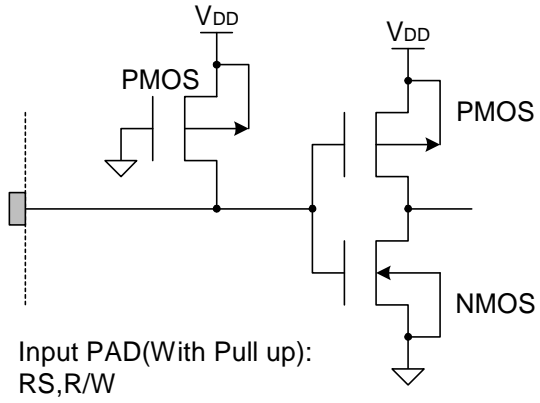 VDD
VDD
PMOS
PMOS
NMOS
Input PAD(With Pull up):
RS,R/W